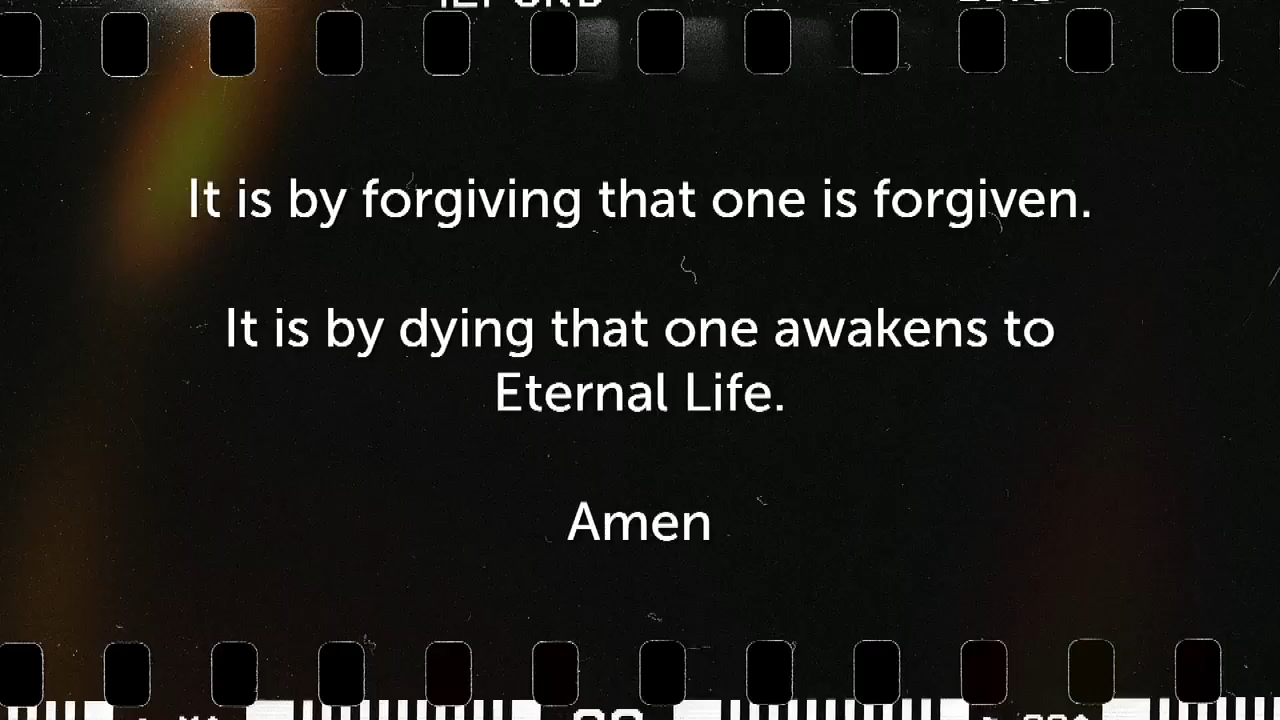 It is by forgiving that one is forgiven.
It is by dying that one awakens to
Eternal Life.
Amen